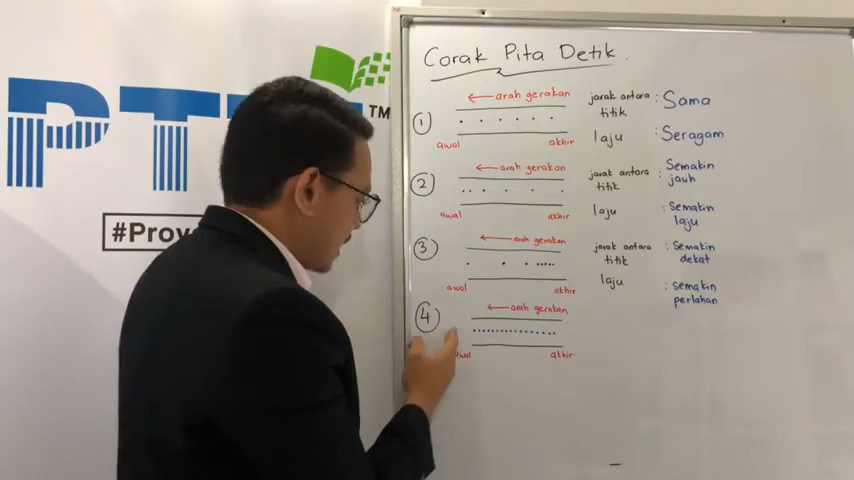 PT
TM
#Prov
Corak Pita Detik
① ← arah gerakan jarak antara titik : Sama
awal akhir laju : Seragam
② ← arah gerakan jarak antara titik : Semakin jauh
awal akhir laju : Semakin laju
③ ← arah gerakan jarak antara titik : Semakin dekat
awal akhir laju : semakin perlahan
④ ← arah gerakan
awal akhir